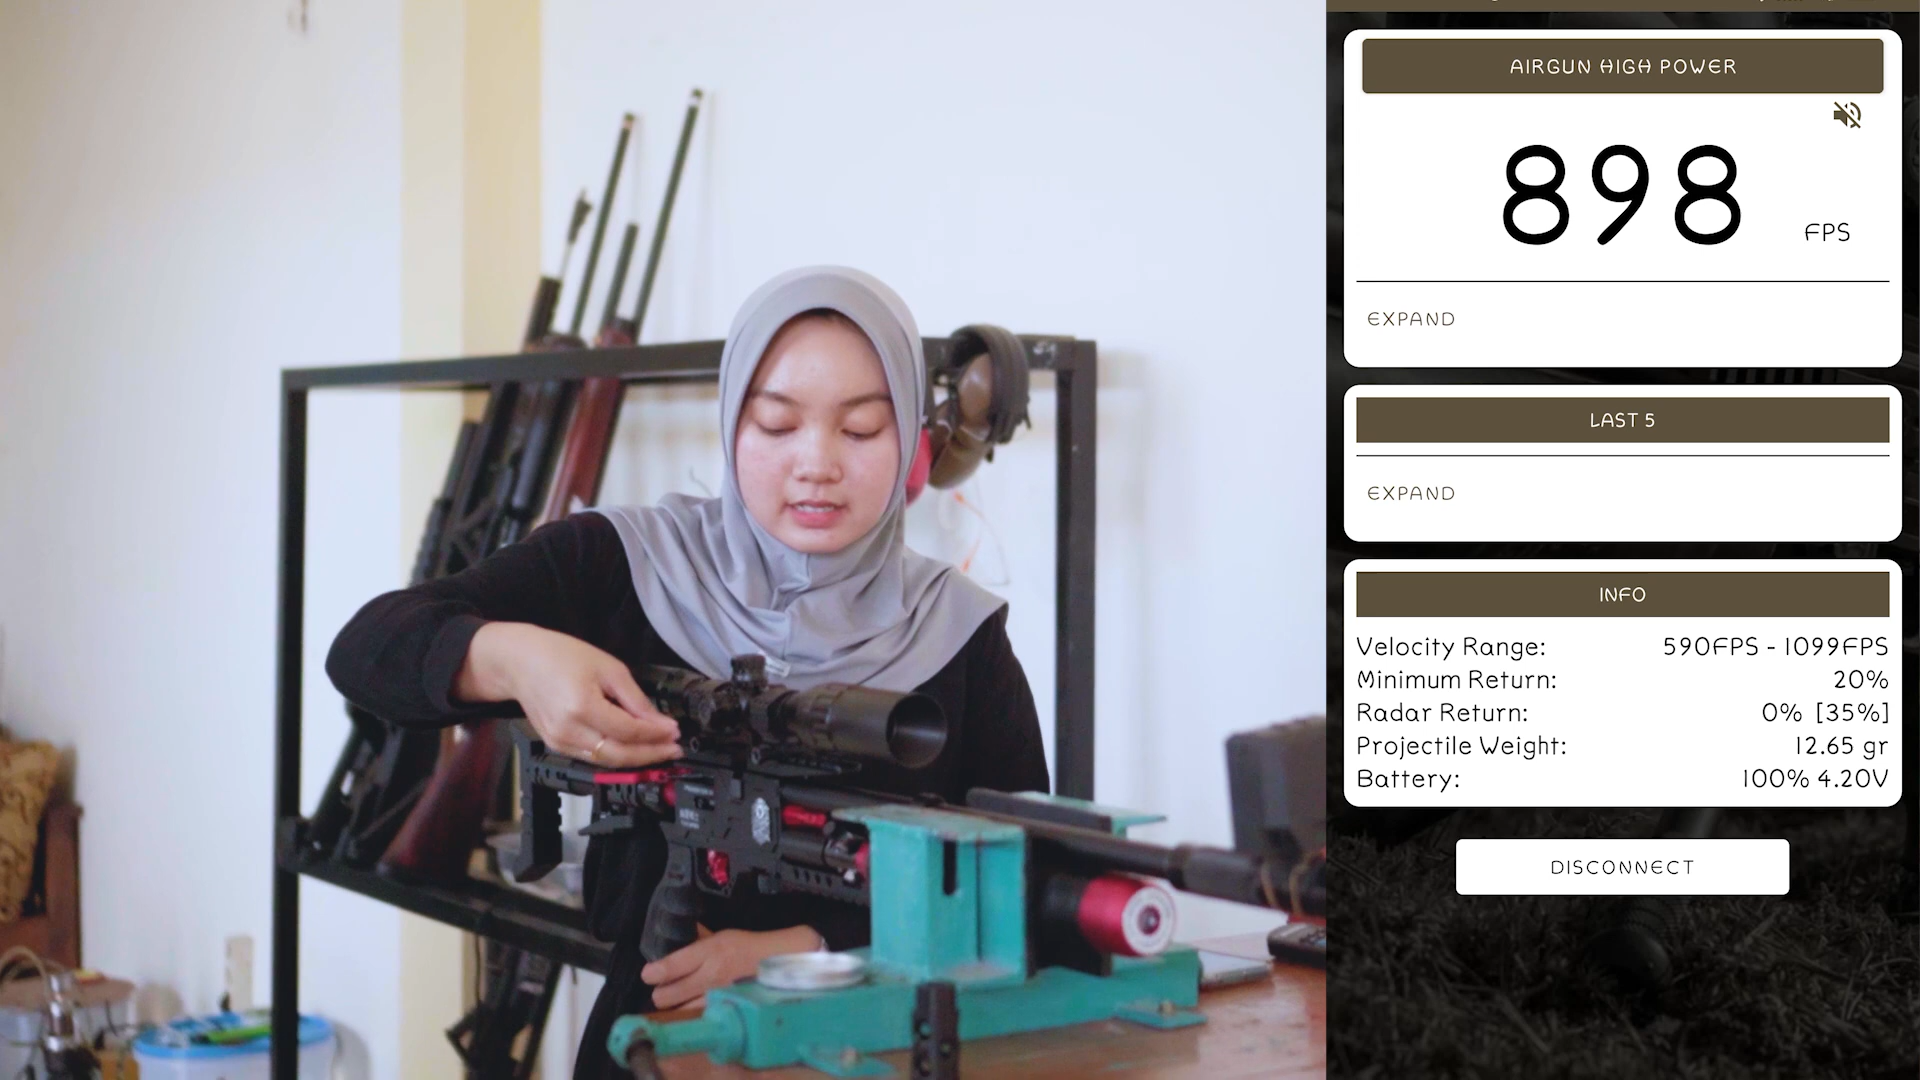 AIRGUN HIGH POWER
898 FPS
EXPAND
LAST 5
EXPAND
INFO
Velocity Range: 590FPS - 1099FPS
Minimum Return: 20%
Radar Return: 0% [35%]
Projectile Weight: 12.65 gr
Battery: 100% 4.20V
DISCONNECT